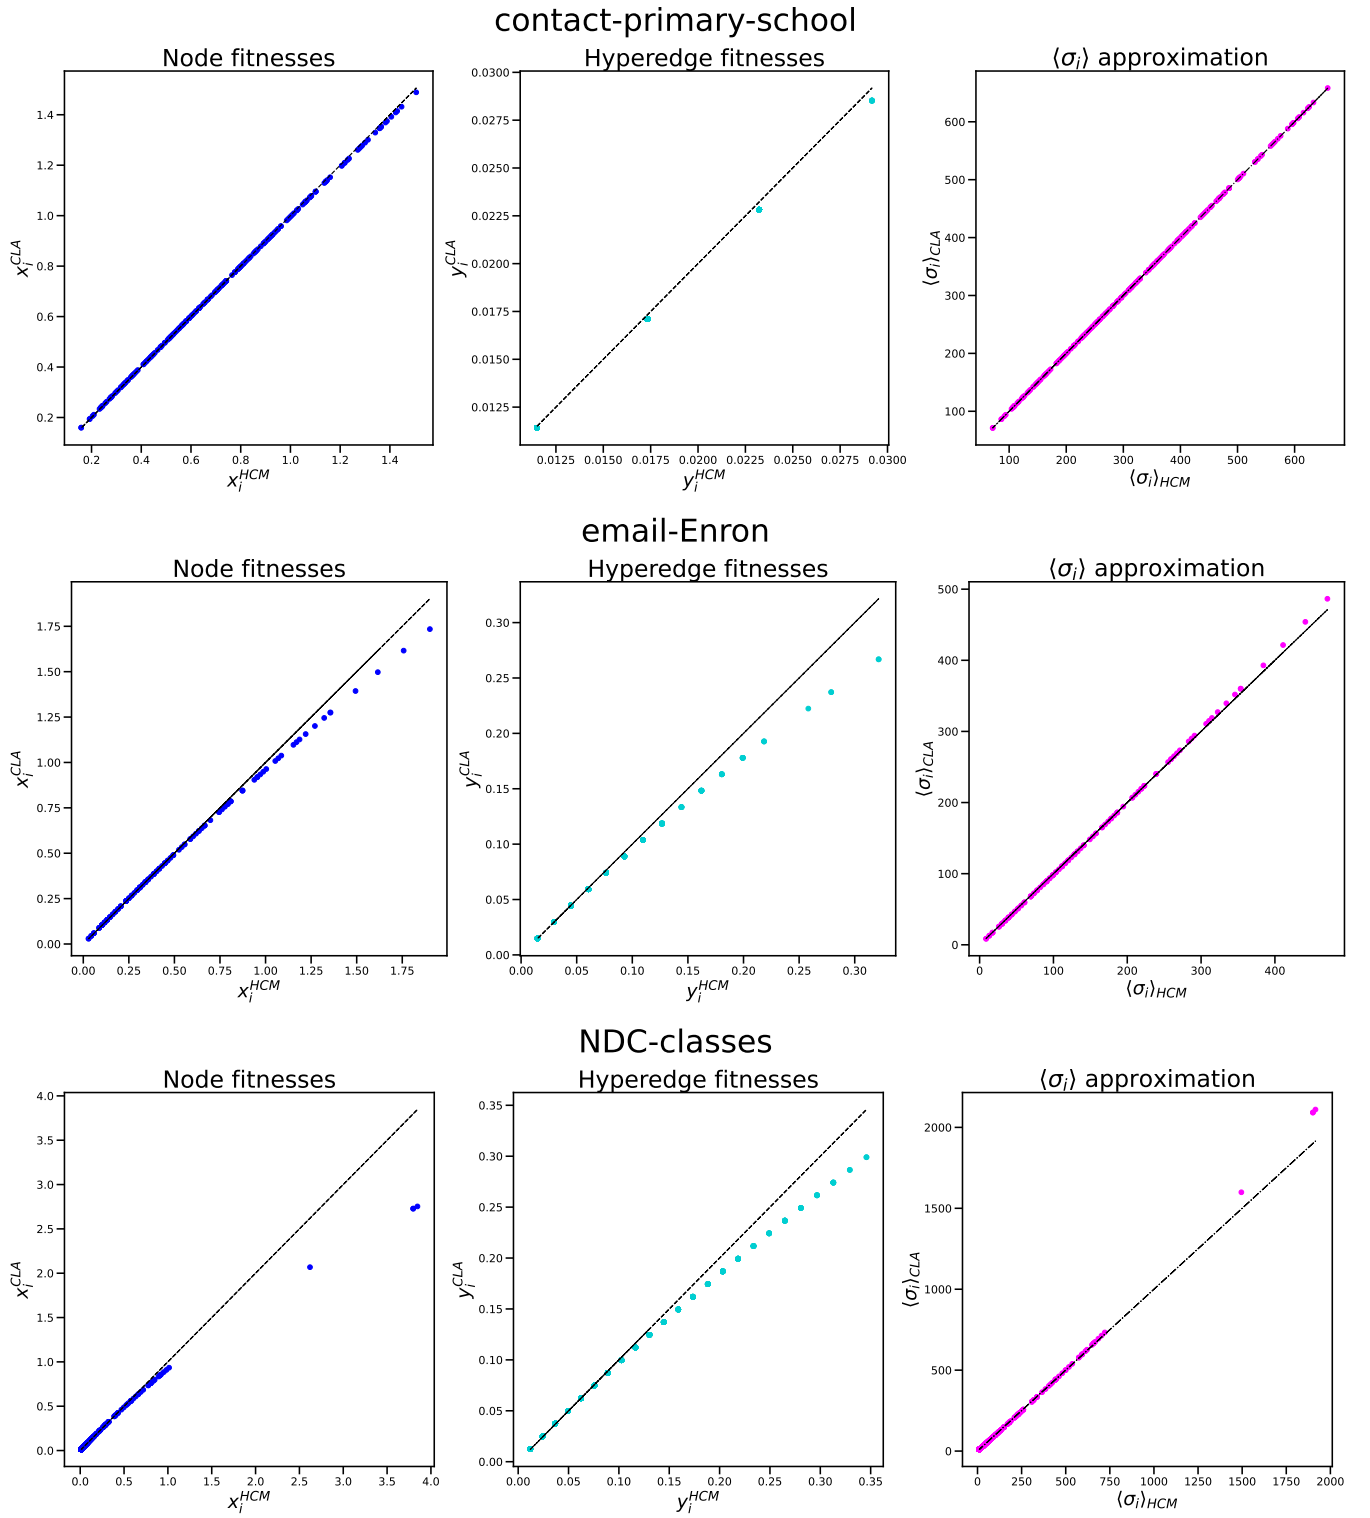 contact-primary-school
Node fitnesses
Hyperedge fitnesses
⟨σᵢ⟩ approximation
1.4
1.2
1.0
0.8
0.6
0.4
0.2
xᵢ^CLA
0.2 0.4 0.6 0.8 1.0 1.2 1.4
xᵢ^HCM
0.0300
0.0275
0.0250
0.0225
0.0200
0.0175
0.0150
0.0125
yᵢ^CLA
0.0125 0.0150 0.0175 0.0200 0.0225 0.0250 0.0275 0.0300
yᵢ^HCM
600
500
400
300
200
100
⟨σᵢ⟩CLA
100 200 300 400 500 600
⟨σᵢ⟩HCM
email-Enron
Node fitnesses
Hyperedge fitnesses
⟨σᵢ⟩ approximation
1.75
1.50
1.25
1.00
0.75
0.50
0.25
0.00
xᵢ^CLA
0.00 0.25 0.50 0.75 1.00 1.25 1.50 1.75
xᵢ^HCM
0.30
0.25
0.20
0.15
0.10
0.05
0.00
yᵢ^CLA
0.00 0.05 0.10 0.15 0.20 0.25 0.30
yᵢ^HCM
500
400
300
200
100
0
⟨σᵢ⟩CLA
0 100 200 300 400
⟨σᵢ⟩HCM
NDC-classes
Node fitnesses
Hyperedge fitnesses
⟨σᵢ⟩ approximation
4.0
3.5
3.0
2.5
2.0
1.5
1.0
0.5
0.0
xᵢ^CLA
0.0 0.5 1.0 1.5 2.0 2.5 3.0 3.5 4.0
xᵢ^HCM
0.35
0.30
0.25
0.20
0.15
0.10
0.05
0.00
yᵢ^CLA
0.00 0.05 0.10 0.15 0.20 0.25 0.30 0.35
yᵢ^HCM
2000
1500
1000
500
0
⟨σᵢ⟩CLA
0 250 500 750 1000 1250 1500 1750 2000
⟨σᵢ⟩HCM